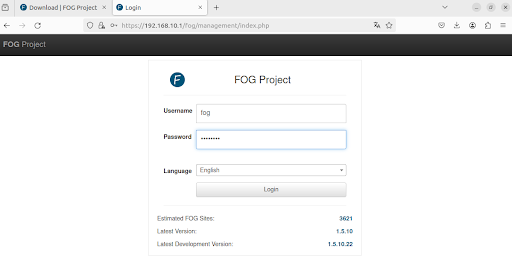 Download | FOG Project
Login
https://192.168.10.1/fog/management/index.php
FOG Project
FOG Project
Username
fog
Password
••••••••
Language
English
Login
Estimated FOG Sites:
3621
Latest Version:
1.5.10
Latest Development Version:
1.5.10.22